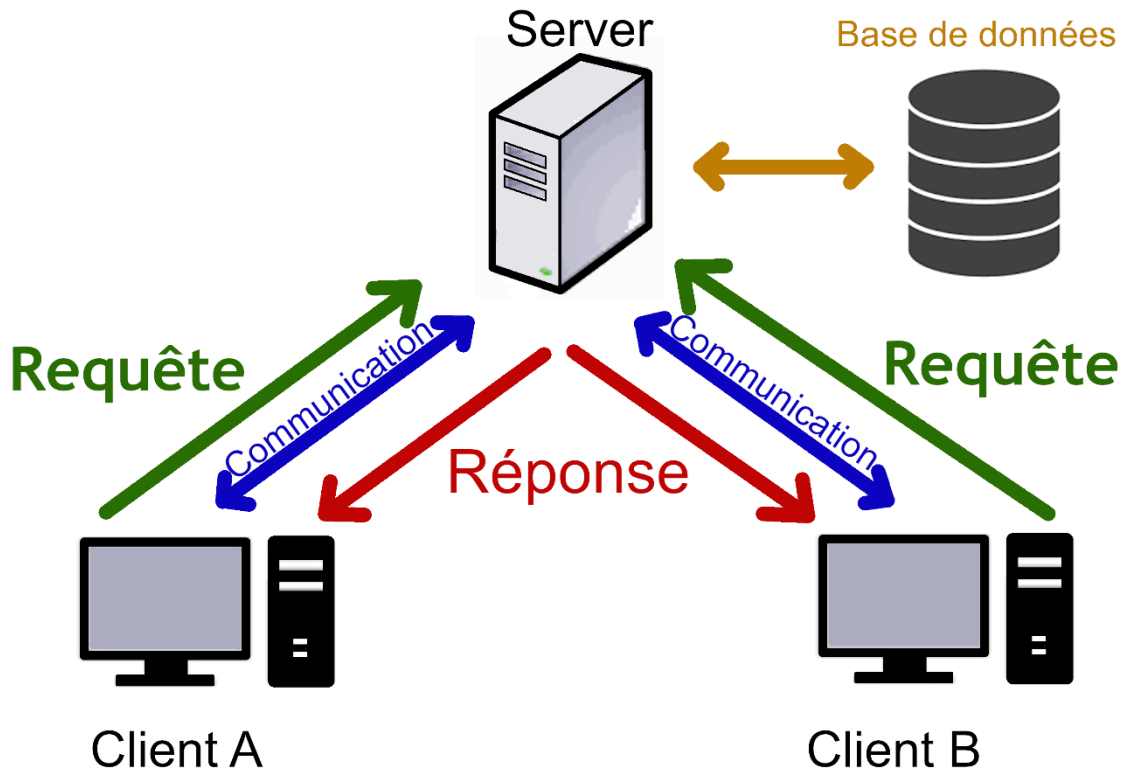 Server
Base de données
Requête
Communication
Communication
Requête
Réponse
Client A
Client B